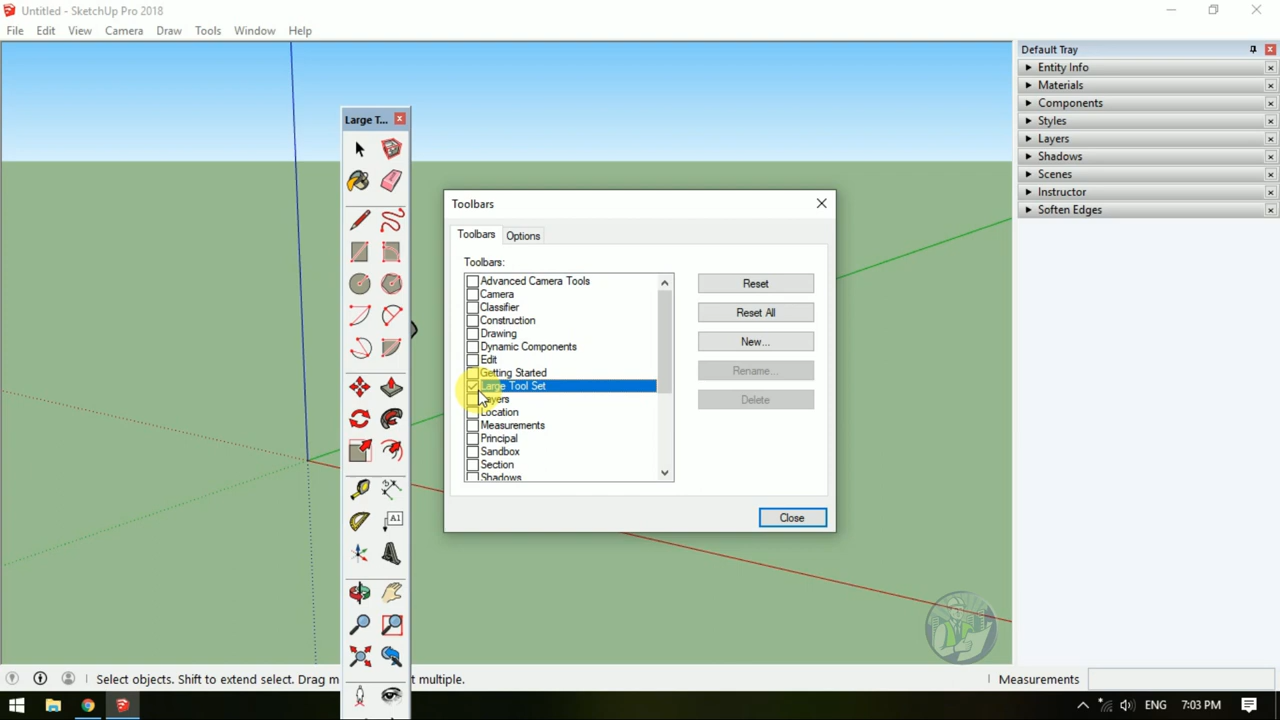 Untitled - SketchUp Pro 2018
File Edit View Camera Draw Tools Window Help
Default Tray
Entity Info
Materials
Components
Styles
Layers
Shadows
Scenes
Instructor
Soften Edges
Large T...
A1
Toolbars
Toolbars Options
Toolbars:
Advanced Camera Tools
Camera
Classifier
Construction
Drawing
Dynamic Components
Edit
Getting Started
Large Tool Set
Layers
Location
Measurements
Principal
Sandbox
Section
Shadows
Reset
Reset All
New...
Rename...
Delete
Close
Select objects. Shift to extend select. Drag m t multiple.
Measurements
ENG 7:03 PM